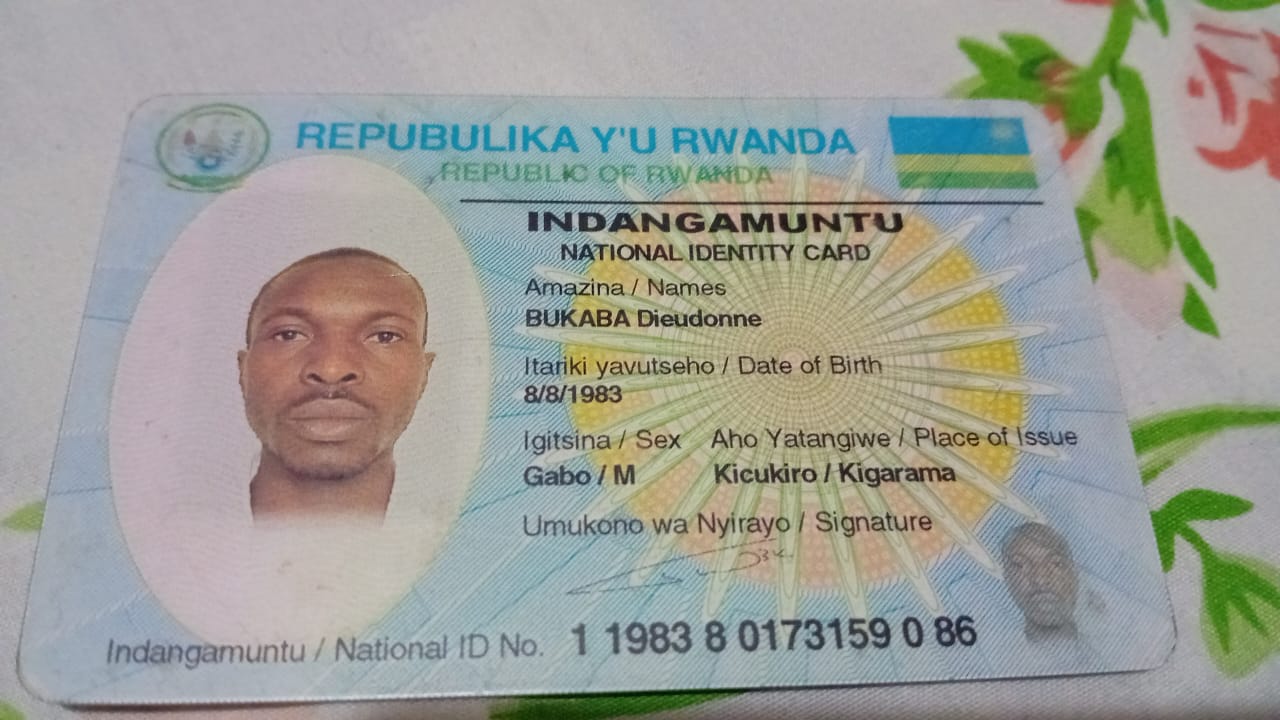 REPUBULIKA Y'U RWANDA
REPUBLIC OF RWANDA
INDANGAMUNTU
NATIONAL IDENTITY CARD
Amazina / Names
BUKABA Dieudonne
Itariki yavutseho / Date of Birth
8/8/1983
Igitsina / Sex Aho Yatangiwe / Place of Issue
Gabo / M Kicukiro / Kigarama
Umukono wa Nyirayo / Signature
Indangamuntu / National ID No. 1 1983 8 0173159 0 86